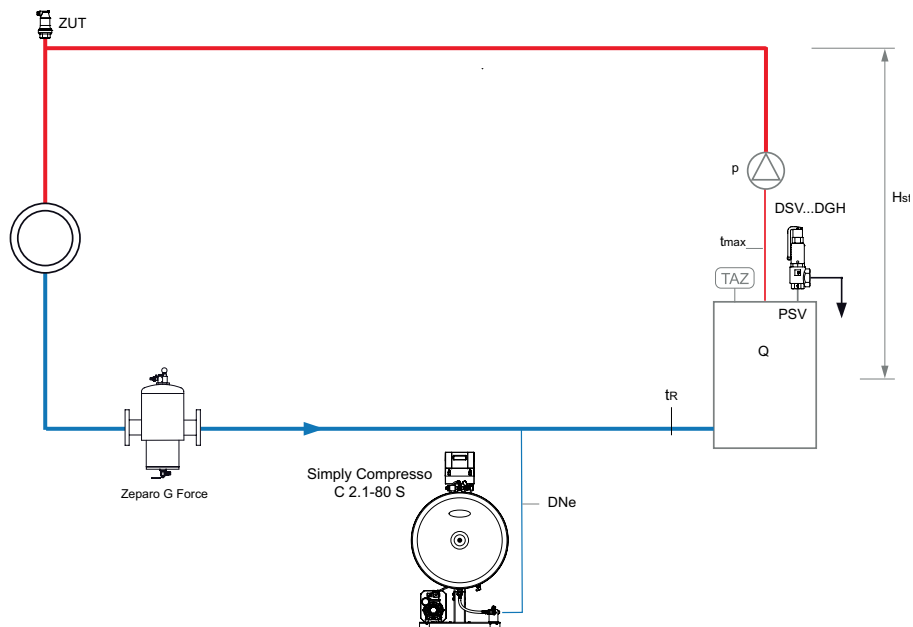 ZUT
p
DSV...DGH
Hst
tmax
TAZ
PSV
Q
tR
Simply Compresso
C 2.1-80 S
DNe
Zeparo G Force